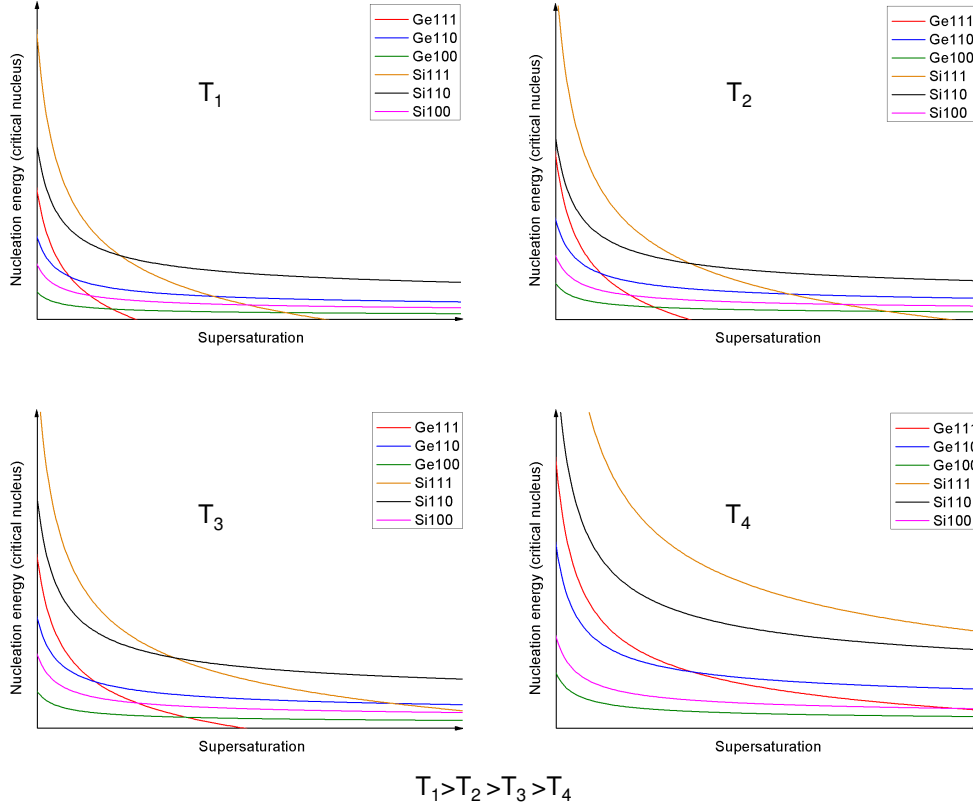 Nucleation energy (critical nucleus)
T1
Ge111
Ge110
Ge100
Si111
Si110
Si100
Supersaturation
Nucleation energy (critical nucleus)
T2
Ge111
Ge110
Ge100
Si111
Si110
Si100
Supersaturation
Nucleation energy (critical nucleus)
T3
Ge111
Ge110
Ge100
Si111
Si110
Si100
Supersaturation
Nucleation energy (critical nucleus)
T4
Ge111
Ge110
Ge100
Si111
Si110
Si100
Supersaturation
T1>T2>T3>T4